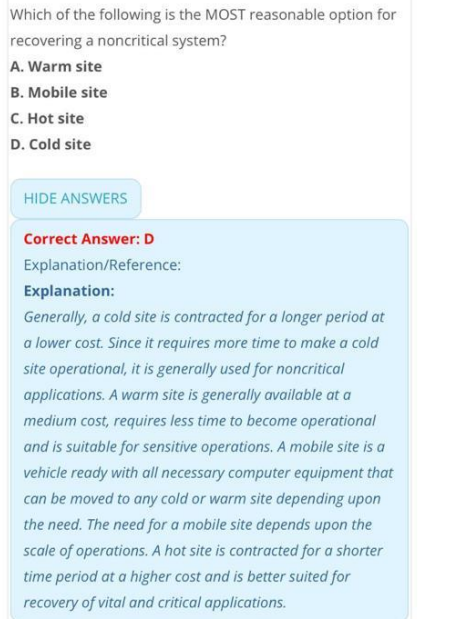 Which of the following is the MOST reasonable option for
recovering a noncritical system?
A. Warm site
B. Mobile site
C. Hot site
D. Cold site
HIDE ANSWERS
Correct Answer: D
Explanation/Reference:
Explanation:
Generally, a cold site is contracted for a longer period at
a lower cost. Since it requires more time to make a cold
site operational, it is generally used for noncritical
applications. A warm site is generally available at a
medium cost, requires less time to become operational
and is suitable for sensitive operations. A mobile site is a
vehicle ready with all necessary computer equipment that
can be moved to any cold or warm site depending upon
the need. The need for a mobile site depends upon the
scale of operations. A hot site is contracted for a shorter
time period at a higher cost and is better suited for
recovery of vital and critical applications.